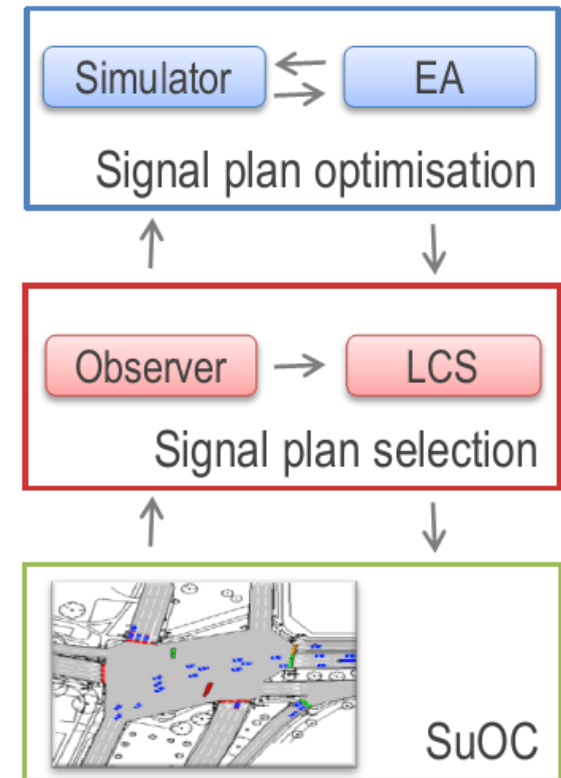 Simulator
EA
Signal plan optimisation
Observer
LCS
Signal plan selection
SuOC